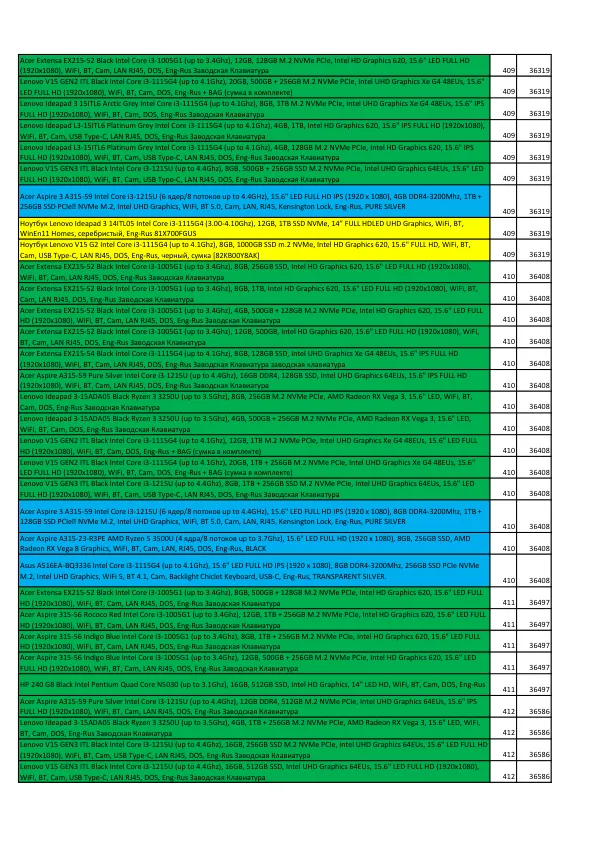 Acer Extensa EX215-52 Black Intel Core i3-1005G1 (up to 3.4Ghz), 12GB, 128GB M.2 NVMe PCIe, Intel HD Graphics 620, 15.6" LED FULL HD
(1920x1080), WiFi, BT, Cam, LAN RJ45, DOS, Eng-Rus Заводская Клавиатура 409 36319
Lenovo V15 GEN2 ITL Black Intel Core i3-1115G4 (up to 4.1Ghz), 20GB, 500GB + 256GB M.2 NVMe PCIe, Intel UHD Graphics Xe G4 48EUs, 15.6"
LED FULL HD (1920x1080), WiFi, BT, Cam, DOS, Eng-Rus + BAG (сумка в комплекте) 409 36319
Lenovo Ideapad 3 15ITL6 Arctic Grey Intel Core i3-1115G4 (up to 4.1Ghz), 8GB, 1TB M.2 NVMe PCIe, Intel UHD Graphics Xe G4 48EUs, 15.6" IPS
FULL HD (1920x1080), WiFi, BT, Cam, LAN RJ45, DOS, Eng-Rus Заводская Клавиатура 409 36319
Lenovo Ideapad L3-15ITL6 Platinum Grey Intel Core i3-1115G4 (up to 4.1Ghz), 4GB, 1TB, Intel HD Graphics 620, 15.6" IPS FULL HD (1920x1080),
WiFi, BT, Cam, USB Type-C, LAN RJ45, DOS, Eng-Rus Заводская Клавиатура 409 36319
Lenovo Ideapad L3-15ITL6 Platinum Grey Intel Core i3-1115G4 (up to 4.1Ghz), 4GB, 128GB M.2 NVMe PCIe, Intel HD Graphics 620, 15.6" IPS
FULL HD (1920x1080), WiFi, BT, Cam, USB Type-C, LAN RJ45, DOS, Eng-Rus Заводская Клавиатура 409 36319
Lenovo V15 GEN3 ITL Black Intel Core i3-1215U (up to 4.4Ghz), 8GB, 500GB + 256GB SSD M.2 NVMe PCIe, intel UHD Graphics 64EUs, 15.6" LED
FULL HD (1920x1080), WiFi, BT, Cam, USB Type-C, LAN RJ45, DOS, Eng-Rus Заводская Клавиатура 409 36319
Acer Aspire 3 A315-59 Intel Core i3-1215U (6 ядер/8 потоков up to 4.4GHz), 15.6" LED FULL HD IPS (1920 x 1080), 4GB DDR4-3200Mhz, 1TB +
256GB SSD PCIe® NVMe M.2, Intel UHD Graphics, WiFi, BT 5.0, Cam, LAN, RJ45, Kensington Lock, Eng-Rus, PURE SILVER 409 36319
Ноутбук Lenovo Ideapad 3 14ITL05 Intel Core i3-1115G4 (3.00-4.10Ghz), 12GB, 1TB SSD NVMe, 14" FULL HDLED UHD Graphics, WiFi, BT,
WinEn11 Homes, серебристый, Eng-Rus 81X700FGUS 409 36319
Ноутбук Lenovo V15 G2 Intel Core i3-1115G4 (up to 4.1Ghz), 8GB, 1000GB SSD m.2 NVMe, Intel HD Graphics 620, 15.6" FULL HD, WiFi, BT,
Cam, USB Type-C, LAN RJ45, DOS, Eng-Rus, черный, сумка (82KB00Y8AK) 409 36319
Acer Extensa EX215-52 Black Intel Core i3-1005G1 (up to 3.4Ghz), 8GB, 256GB SSD, Intel HD Graphics 620, 15.6" LED FULL HD (1920x1080),
WiFi, BT, Cam, LAN RJ45, DOS, Eng-Rus Заводская Клавиатура 410 36408
Acer Extensa EX215-52 Black Intel Core i3-1005G1 (up to 3.4Ghz), 8GB, 1TB, Intel HD Graphics 620, 15.6" LED FULL HD (1920x1080), WiFi, BT,
Cam, LAN RJ45, DOS, Eng-Rus Заводская Клавиатура 410 36408
Acer Extensa EX215-52 Black Intel Core i3-1005G1 (up to 3.4Ghz), 4GB, 500GB + 128GB M.2 NVMe PCIe, Intel HD Graphics 620, 15.6" LED FULL
HD (1920x1080), WiFi, BT, Cam, LAN RJ45, DOS, Eng-Rus Заводская Клавиатура 410 36408
Acer Extensa EX215-52 Black Intel Core i3-1005G1 (up to 3.4Ghz), 12GB, 500GB, Intel HD Graphics 620, 15.6" LED FULL HD (1920x1080), WiFi,
BT, Cam, LAN RJ45, DOS, Eng-Rus Заводская Клавиатура 410 36408
Acer Extensa EX215-54 Black Intel Core i3-1115G4 (up to 4.1Ghz), 8GB, 128GB SSD, Intel UHD Graphics Xe G4 48EUs, 15.6" IPS FULL HD
(1920x1080), WiFi, BT, Cam, LAN RJ45, DOS, Eng-Rus Заводская Клавиатура заводская клавиатура 410 36408
Acer Aspire A315-59 Pure Silver Intel Core i3-1215U (up to 4.4Ghz), 16GB DDR4, 128GB SSD, Intel UHD Graphics 64EUs, 15.6" IPS FULL HD
(1920x1080), WiFi, BT, Cam, LAN RJ45, DOS, Eng-Rus Заводская Клавиатура 410 36408
Lenovo Ideapad 3-15ADA05 Black Ryzen 3 3250U (up to 3.5Ghz), 8GB, 256GB M.2 NVMe PCIe, AMD Radeon RX Vega 3, 15.6" LED, WiFi, BT,
Cam, DOS, Eng-Rus Заводская Клавиатура 410 36408
Lenovo Ideapad 3-15ADA05 Black Ryzen 3 3250U (up to 3.5Ghz), 4GB, 500GB + 256GB M.2 NVMe PCIe, AMD Radeon RX Vega 3, 15.6" LED,
WiFi, BT, Cam, DOS, Eng-Rus Заводская Клавиатура 410 36408
Lenovo V15 GEN2 ITL Black Intel Core i3-1115G4 (up to 4.1Ghz), 12GB, 1TB M.2 NVMe PCIe, Intel UHD Graphics Xe G4 48EUs, 15.6" LED FULL
HD (1920x1080), WiFi, BT, Cam, DOS, Eng-Rus + BAG (сумка в комплекте) 410 36408
Lenovo V15 GEN2 ITL Black Intel Core i3-1115G4 (up to 4.1Ghz), 20GB, 1TB + 256GB M.2 NVMe PCIe, Intel UHD Graphics Xe G4 48EUs, 15.6"
LED FULL HD (1920x1080), WiFi, BT, Cam, DOS, Eng-Rus + BAG (сумка в комплекте) 410 36408
Lenovo V15 GEN3 ITL Black Intel Core i3-1215U (up to 4.4Ghz), 8GB, 1TB + 256GB SSD M.2 NVMe PCIe, intel UHD Graphics 64EUs, 15.6" LED
FULL HD (1920x1080), WiFi, BT, Cam, USB Type-C, LAN RJ45, DOS, Eng-Rus Заводская Клавиатура 410 36408
Acer Aspire 3 A315-59 Intel Core i3-1215U (6 ядер/8 потоков up to 4.4GHz), 15.6" LED FULL HD IPS (1920 x 1080), 8GB DDR4-3200Mhz, 1TB +
128GB SSD PCIe® NVMe M.2, Intel UHD Graphics, WiFi, BT 5.0, Cam, LAN, RJ45, Kensington Lock, Eng-Rus, PURE SILVER 410 36408
Acer Aspire A315-23-R3PE AMD Ryzen 5 3500U (4 ядра/8 потоков up to 3.7Ghz), 15.6" LED FULL HD (1920 x 1080), 8GB, 256GB SSD, AMD
Radeon RX Vega 8 Graphics, WiFi, BT, Cam, LAN, RJ45, DOS, Eng-Rus, BLACK 410 36408
Asus A516EA-BQ3336 Intel Core i3-1115G4 (up to 4.1GHz), 15.6" LED FULL HD IPS (1920 x 1080), 8GB DDR4-3200Mhz, 256GB SSD PCIe NVMe
M.2, Intel UHD Graphics, WiFi 5, BT 4.1, Cam, Backlight Chiclet Keyboard, USB-C, Eng-Rus, TRANSPARENT SILVER. 410 36408
Acer Extensa EX215-52 Black Intel Core i3-1005G1 (up to 3.4Ghz), 8GB, 500GB + 128GB M.2 NVMe PCIe, Intel HD Graphics 620, 15.6" LED FULL
HD (1920x1080), WiFi, BT, Cam, LAN RJ45, DOS, Eng-Rus Заводская Клавиатура 411 36497
Acer Aspire 315-56 Rococo Red Intel Core i3-1005G1 (up to 3.4Ghz), 12GB, 1TB + 256GB M.2 NVMe PCIe, Intel HD Graphics 620, 15.6" LED
FULL HD (1920x1080), WiFi, BT, Cam, LAN RJ45, DOS, Eng-Rus Заводская Клавиатура 411 36497
Acer Aspire 315-56 Indigo Blue Intel Core i3-1005G1 (up to 3.4Ghz), 8GB, 1TB + 256GB M.2 NVMe PCIe, Intel HD Graphics 620, 15.6" LED FULL
HD (1920x1080), WiFi, BT, Cam, LAN RJ45, DOS, Eng-Rus Заводская Клавиатура 411 36497
Acer Aspire 315-56 Indigo Blue Intel Core i3-1005G1 (up to 3.4Ghz), 12GB, 500GB + 256GB M.2 NVMe PCIe, Intel HD Graphics 620, 15.6" LED
FULL HD (1920x1080), WiFi, BT, Cam, LAN RJ45, DOS, Eng-Rus Заводская Клавиатура 411 36497
HP 240 G8 Black Intel Pentium Quad Core N5030 (up to 3.1Ghz), 16GB, 512GB SSD, Intel HD Graphics, 14" LED HD, WiFi, BT, Cam, DOS, Eng-Rus 411 36497
Acer Aspire A315-59 Pure Silver Intel Core i3-1215U (up to 4.4Ghz), 12GB DDR4, 512GB M.2 NVMe PCIe, Intel UHD Graphics 64EUs, 15.6" IPS
FULL HD (1920x1080), WiFi, BT, Cam, LAN RJ45, DOS, Eng-Rus Заводская Клавиатура 412 36586
Lenovo Ideapad 3-15ADA05 Black Ryzen 3 3250U (up to 3.5Ghz), 4GB, 1TB + 256GB M.2 NVMe PCIe, AMD Radeon RX Vega 3, 15.6" LED, WiFi,
BT, Cam, DOS, Eng-Rus Заводская Клавиатура 412 36586
Lenovo V15 GEN3 ITL Black Intel Core i3-1215U (up to 4.4Ghz), 16GB, 256GB SSD M.2 NVMe PCIe, intel UHD Graphics 64EUs, 15.6" LED FULL HD
(1920x1080), WiFi, BT, Cam, USB Type-C, LAN RJ45, DOS, Eng-Rus Заводская Клавиатура 412 36586
Lenovo V15 GEN3 ITL Black Intel Core i3-1215U (up to 4.4Ghz), 16GB, 512GB SSD, Intel UHD Graphics 64EUs, 15.6" LED FULL HD (1920x1080),
WiFi, BT, Cam, USB Type-C, LAN RJ45, DOS, Eng-Rus Заводская Клавиатура 412 36586